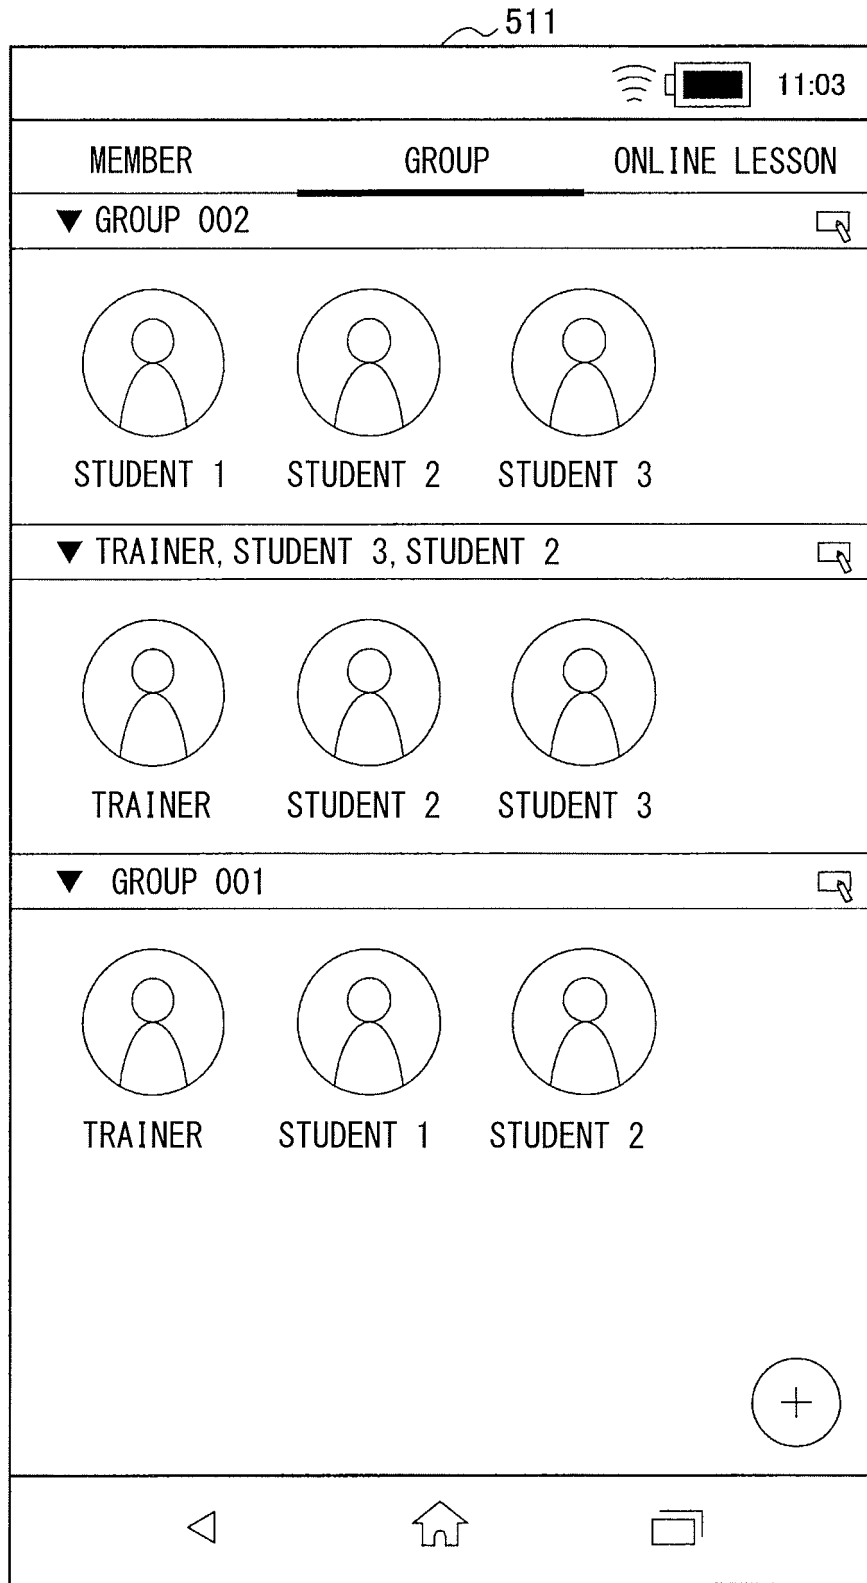 511
11:03
MEMBER GROUP ONLINE LESSON
▼ GROUP 002
STUDENT 1 STUDENT 2 STUDENT 3
▼ TRAINER, STUDENT 3, STUDENT 2
TRAINER STUDENT 2 STUDENT 3
▼ GROUP 001
TRAINER STUDENT 1 STUDENT 2
+